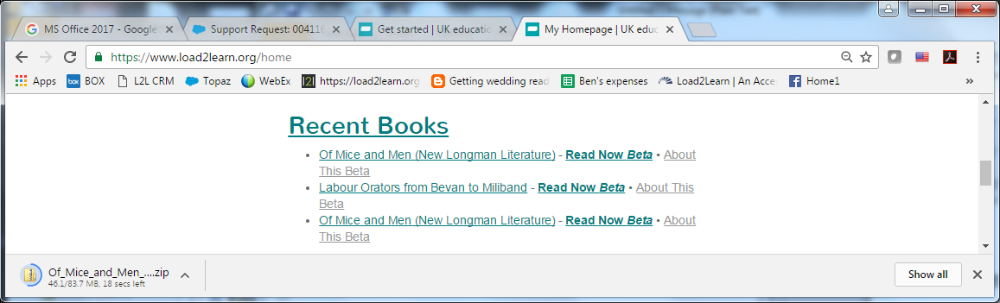 MS Office 2017 - Google
Support Request: 004116
Get started | UK educatio
My Homepage | UK educ
https://www.load2learn.org/home
Apps
BOX
L2L CRM
Topaz
WebEx
https://load2learn.org
Getting wedding read
Ben's expenses
Load2Learn | An Acce
Home1
»
Recent Books
• Of Mice and Men (New Longman Literature) - Read Now Beta • About
This Beta
• Labour Orators from Bevan to Miliband - Read Now Beta • About This
Beta
• Of Mice and Men (New Longman Literature) - Read Now Beta • About
This Beta
Of_Mice_and_Men_....zip
46.1/83.7 MB, 18 secs left
Show all